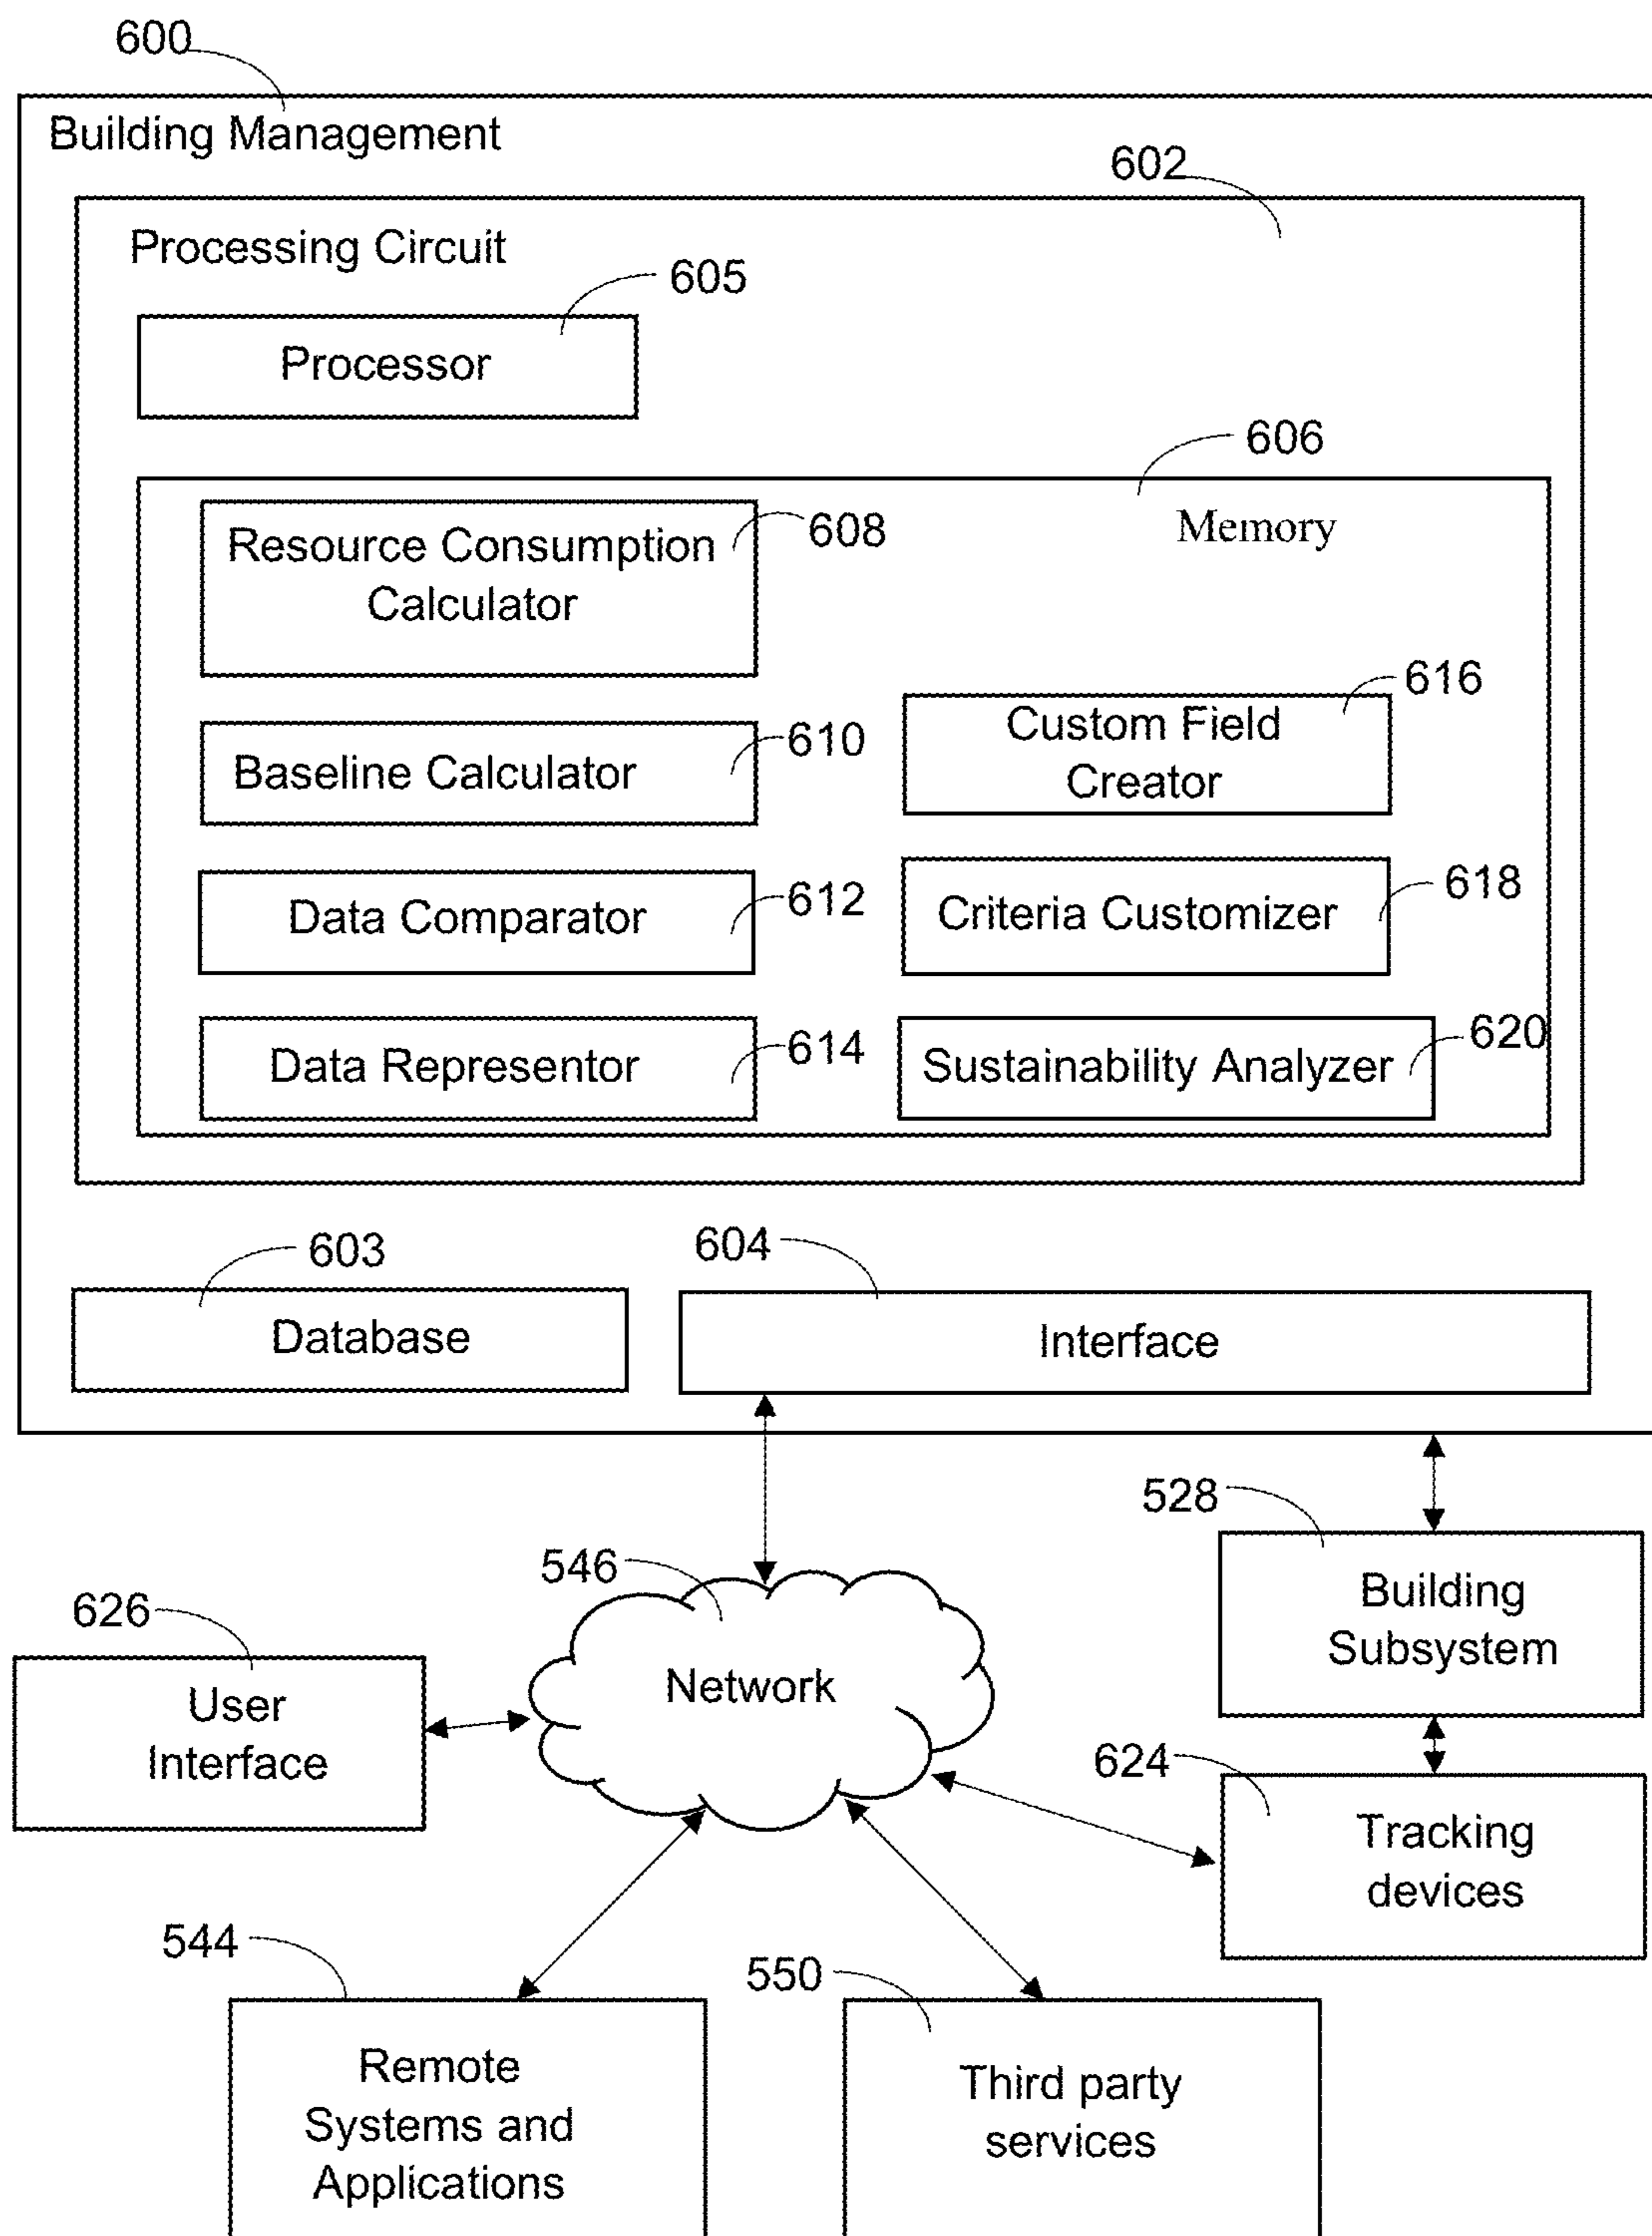 600
Building Management
602
Processing Circuit
605
Processor
606
Memory
Resource Consumption
Calculator
608
616
Custom Field
Creator
610
Baseline Calculator
612
Data Comparator
618
Criteria Customizer
614
Data Representor
620
Sustainability Analyzer
603
Database
604
Interface
528
Building
Subsystem
546
Network
626
User
Interface
624
Tracking
devices
544
Remote
Systems and
Applications
550
Third party
services